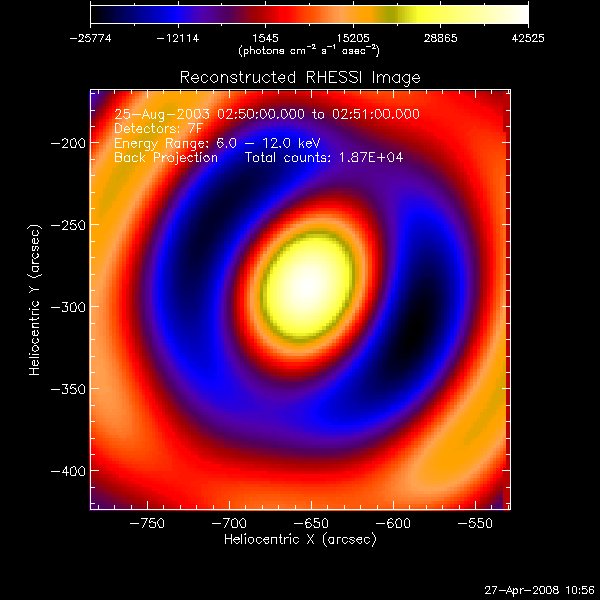 −25774 −12114 1545 15205 28865 42525
(photons cm⁻² s⁻¹ asec⁻²)
Reconstructed RHESSI Image
25−Aug−2003 02:50:00.000 to 02:51:00.000
Detectors: 7F
Energy Range: 6.0 − 12.0 keV
Back Projection Total counts: 1.87E+04
−200
−250
−300
−350
−400
Heliocentric Y (arcsec)
−750 −700 −650 −600 −550
Heliocentric X (arcsec)
27−Apr−2008 10:56